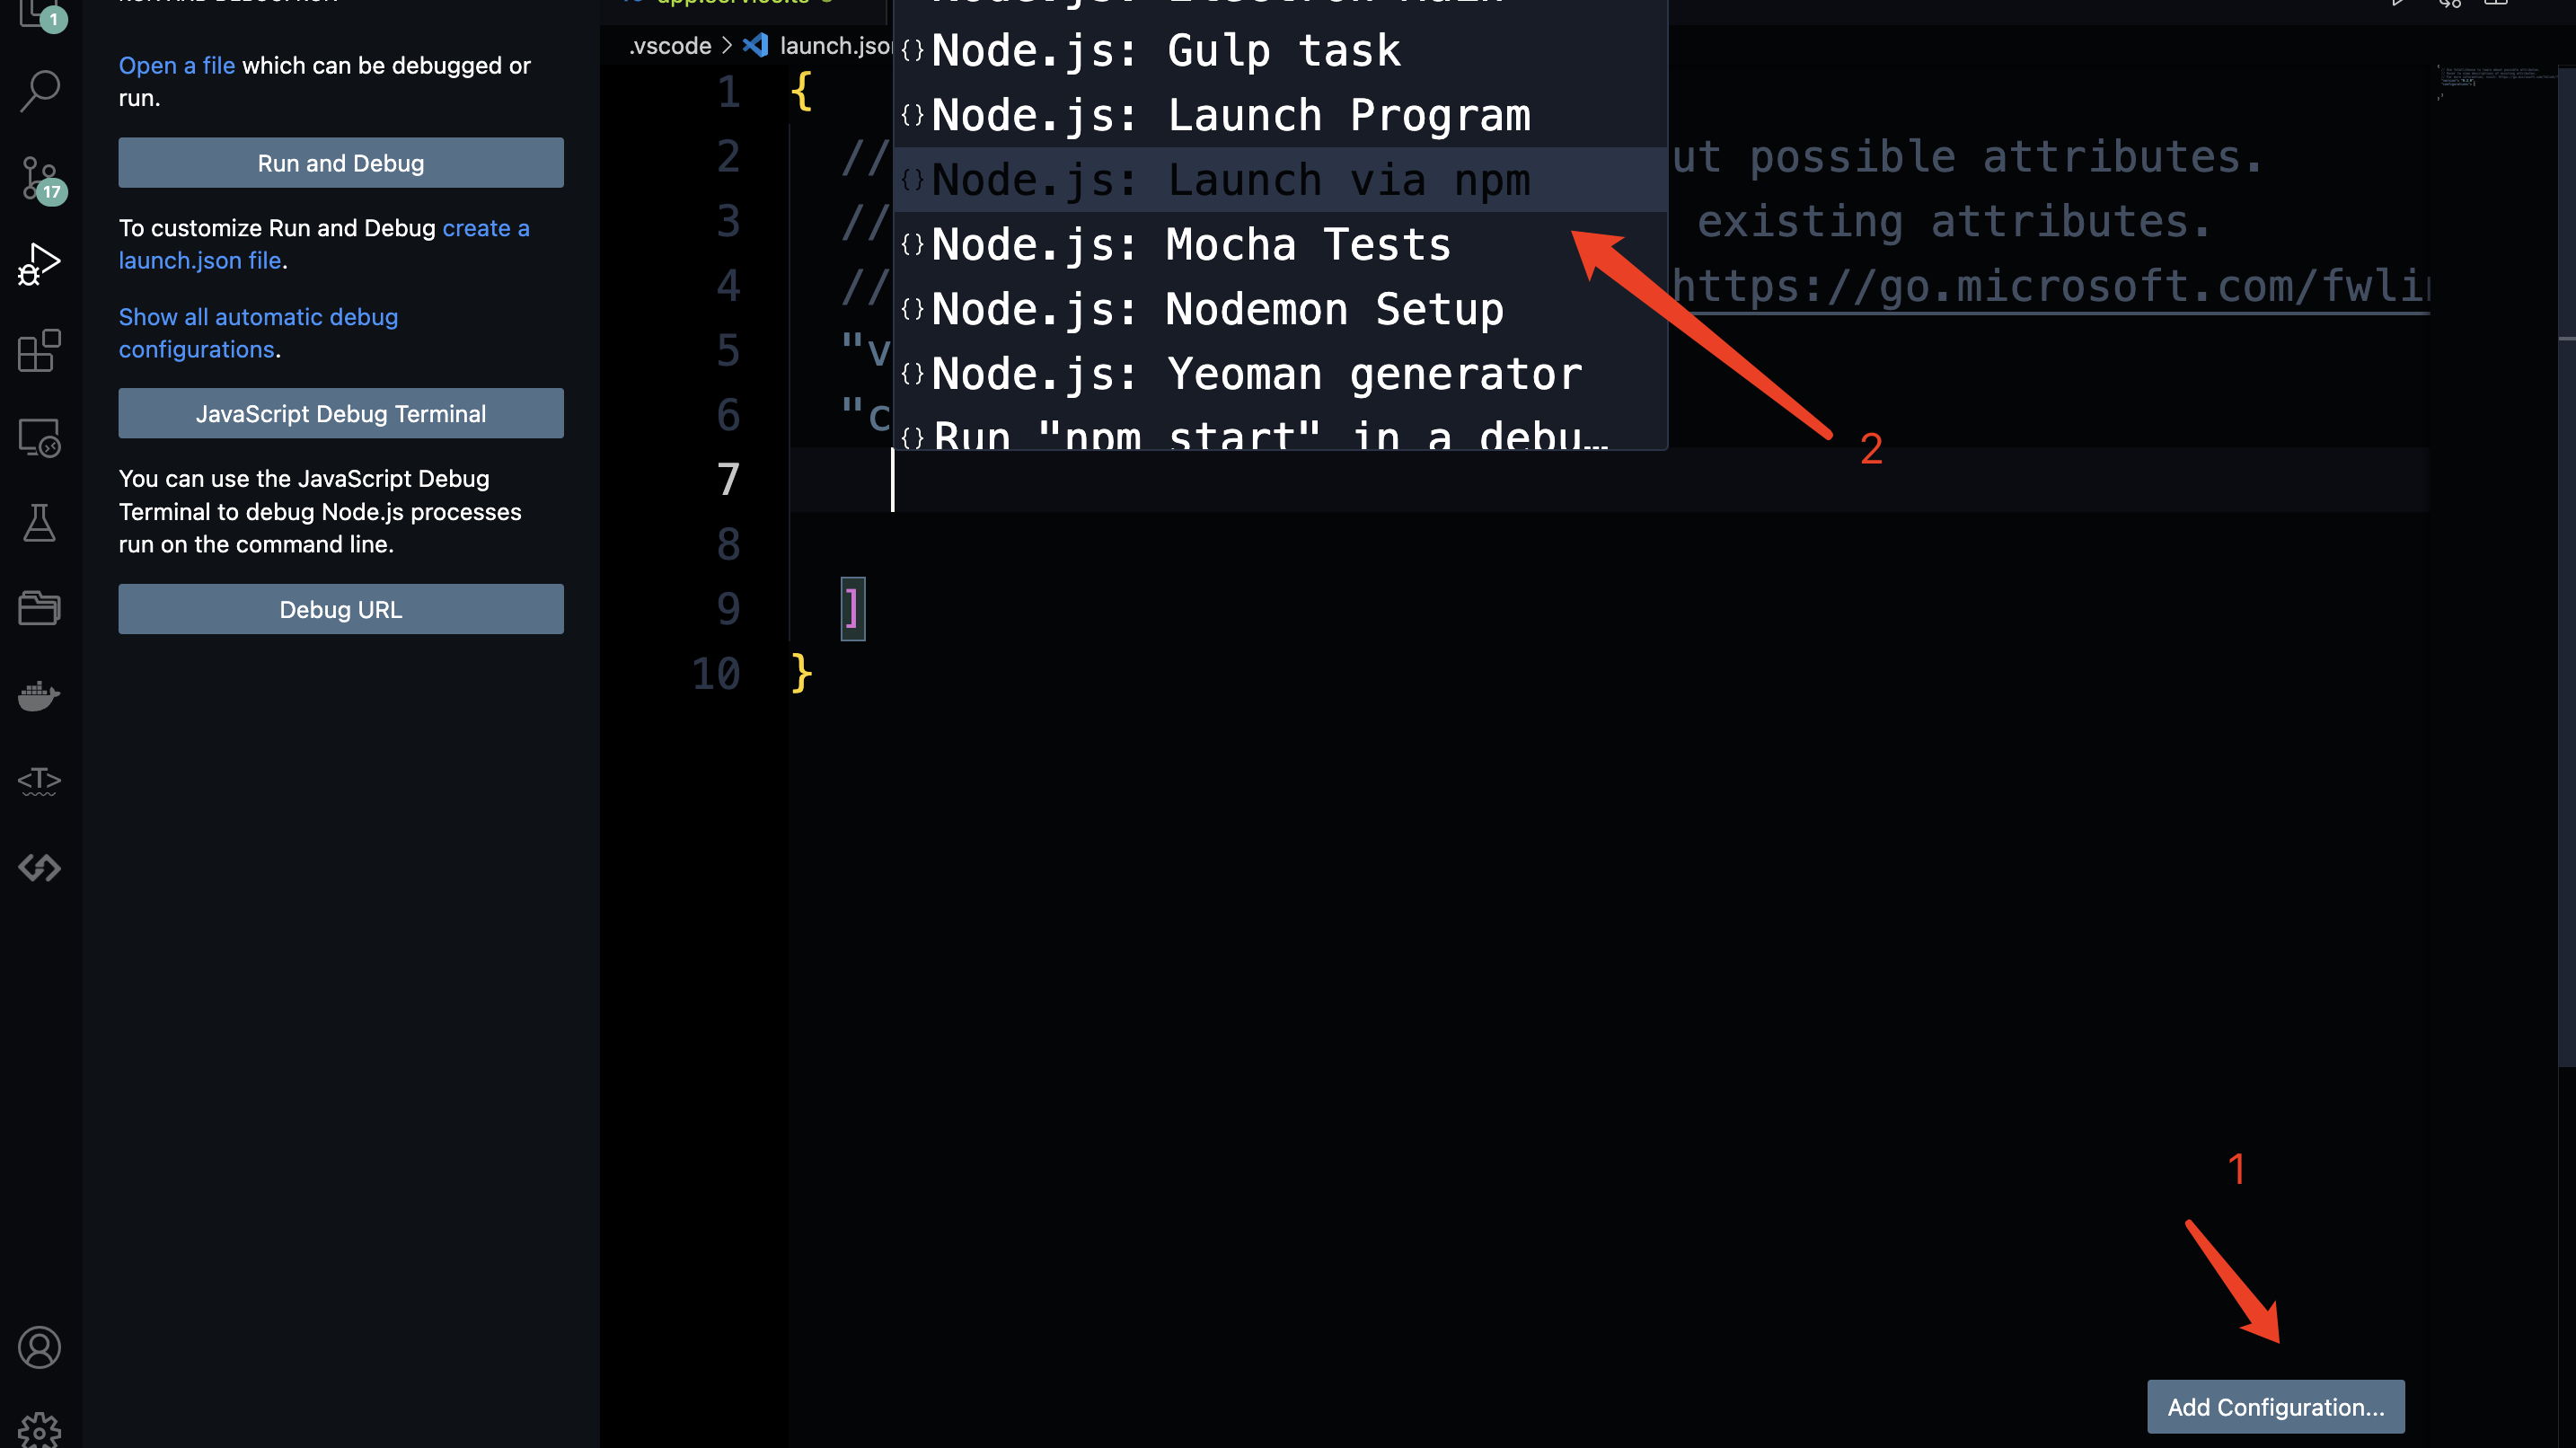 1
17
Open a file which can be debugged or
run.
Run and Debug
To customize Run and Debug create a
launch.json file.
Show all automatic debug
configurations.
JavaScript Debug Terminal
You can use the JavaScript Debug
Terminal to debug Node.js processes
run on the command line.
Debug URL
.vscode > launch.json
Node.js: Electron Main
{} Node.js: Gulp task
{} Node.js: Launch Program
{} Node.js: Launch via npm
{} Node.js: Mocha Tests
{} Node.js: Nodemon Setup
{} Node.js: Yeoman generator
{} Run "npm start" in a debu…
1 {
2 // ut possible attributes.
3 // existing attributes.
4 // https://go.microsoft.com/fwli
5 "v
6 "c
7
8
9 ]
10 }
2
1
Add Configuration...